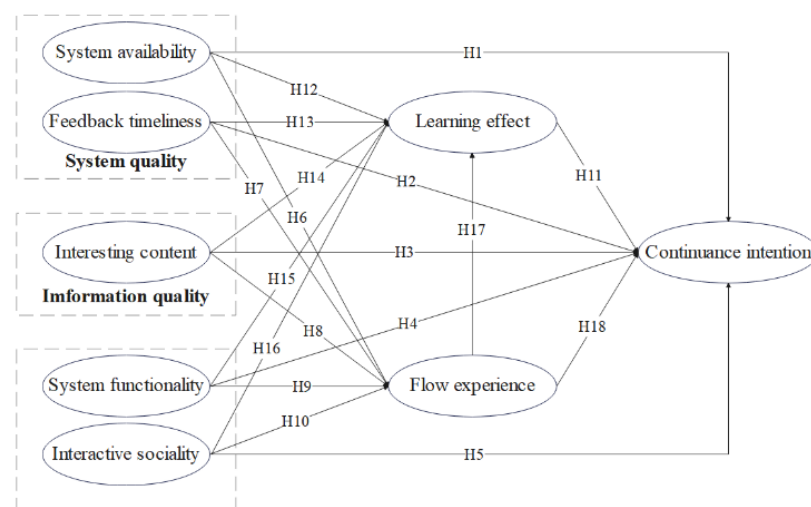 System availability
H1
H12
Feedback timeliness
H13
Learning effect
System quality
H7
H14
H2
H11
H6
H17
Interesting content
H3
Continuance intention
Imformation quality
H15
H8
H4
H18
H16
System functionality
H9
Flow experience
H10
Interactive sociality
H5